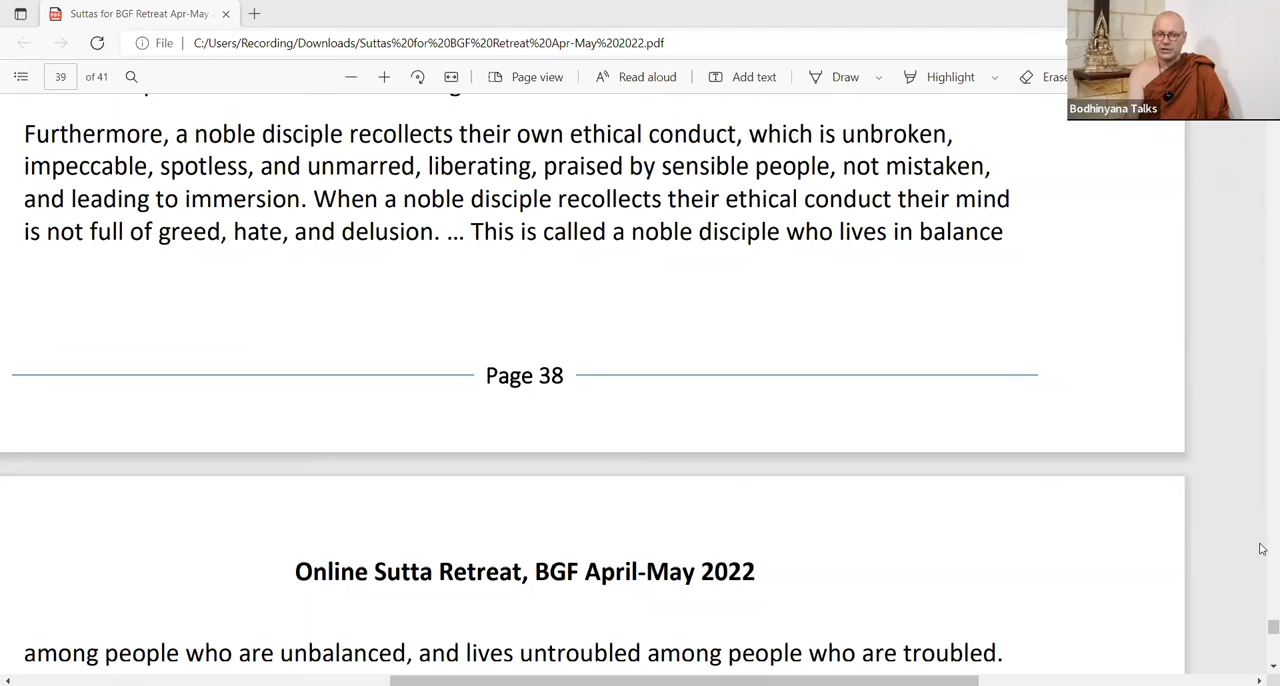 Suttas for BGF Retreat Apr-May
File
C:/Users/Recording/Downloads/Suttas%20for%20BGF%20Retreat%20Apr-May%202022.pdf
39 of 41
Page view
Read aloud
Add text
Draw
Highlight
Erase
Bodhinyana Talks
Furthermore, a noble disciple recollects their own ethical conduct, which is unbroken,
impeccable, spotless, and unmarred, liberating, praised by sensible people, not mistaken,
and leading to immersion. When a noble disciple recollects their ethical conduct their mind
is not full of greed, hate, and delusion. … This is called a noble disciple who lives in balance
Page 38
Online Sutta Retreat, BGF April-May 2022
among people who are unbalanced, and lives untroubled among people who are troubled.